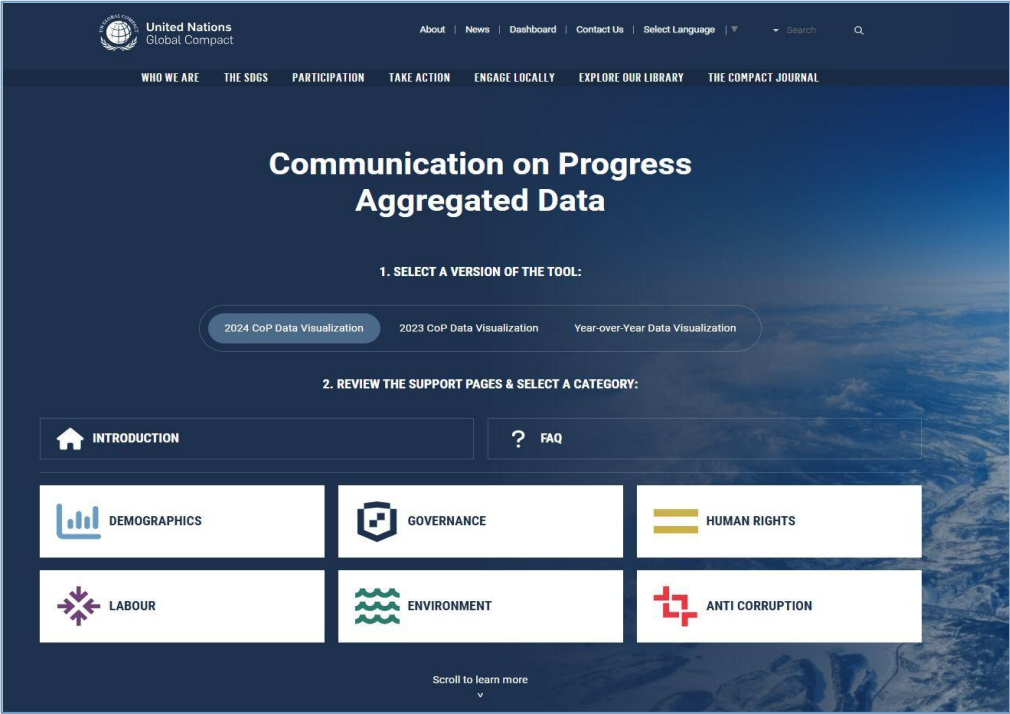 United Nations
Global Compact
About | News | Dashboard | Contact Us | Select Language | ▼ Search
WHO WE ARE THE SDGS PARTICIPATION TAKE ACTION ENGAGE LOCALLY EXPLORE OUR LIBRARY THE COMPACT JOURNAL
Communication on Progress
Aggregated Data
1. SELECT A VERSION OF THE TOOL:
2024 CoP Data Visualization 2023 CoP Data Visualization Year-over-Year Data Visualization
2. REVIEW THE SUPPORT PAGES & SELECT A CATEGORY:
INTRODUCTION ? FAQ
DEMOGRAPHICS GOVERNANCE HUMAN RIGHTS
LABOUR ENVIRONMENT ANTI CORRUPTION
Scroll to learn more